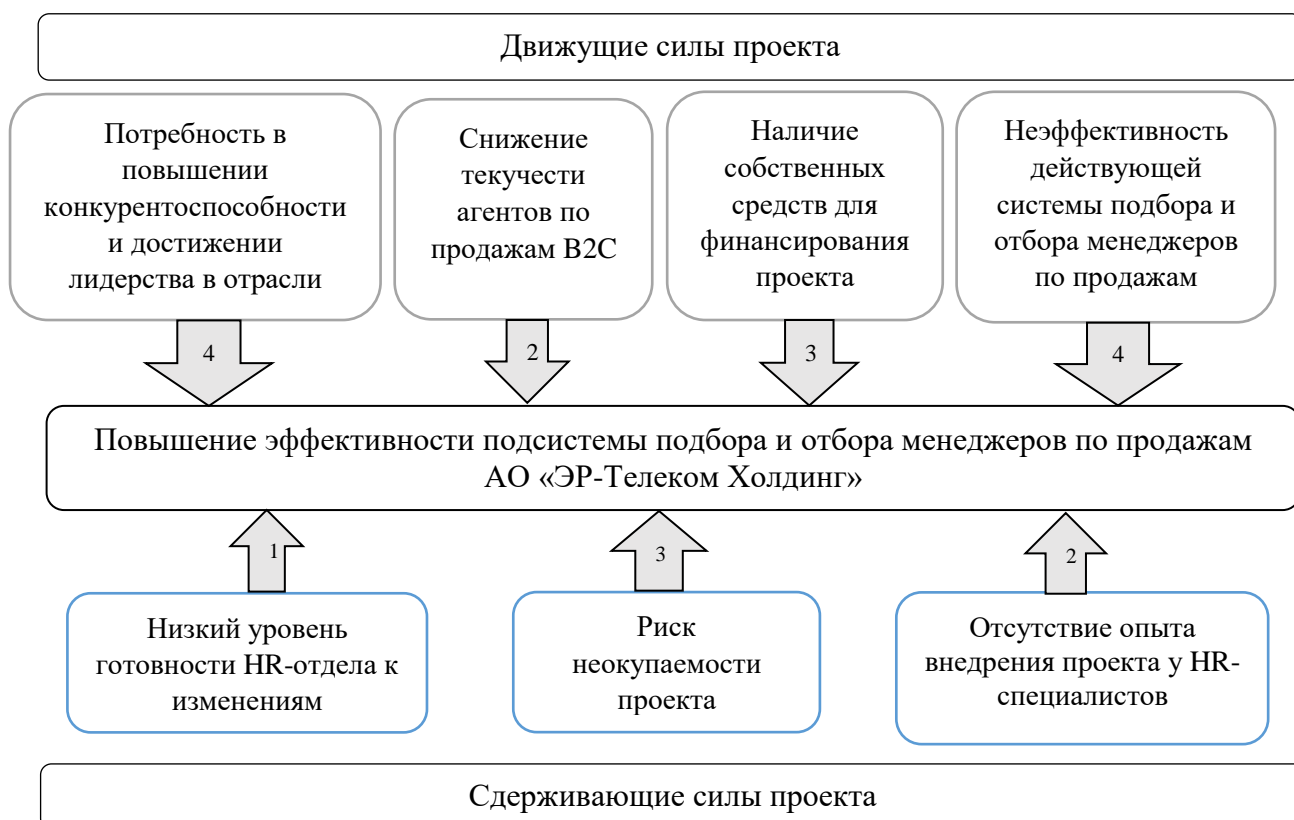 Движущие силы проекта
Потребность в
повышении
конкурентоспособности
и достижении
лидерства в отрасли
Снижение
текучести
агентов по
продажам B2C
Наличие
собственных
средств для
финансирования
проекта
Неэффективность
действующей
системы подбора и
отбора менеджеров
по продажам
4
2
3
4
Повышение эффективности подсистемы подбора и отбора менеджеров по продажам
АО «ЭР-Телеком Холдинг»
1
3
2
Низкий уровень
готовности HR-отдела к
изменениям
Риск
неокупаемости
проекта
Отсутствие опыта
внедрения проекта у HR-
специалистов
Сдерживающие силы проекта